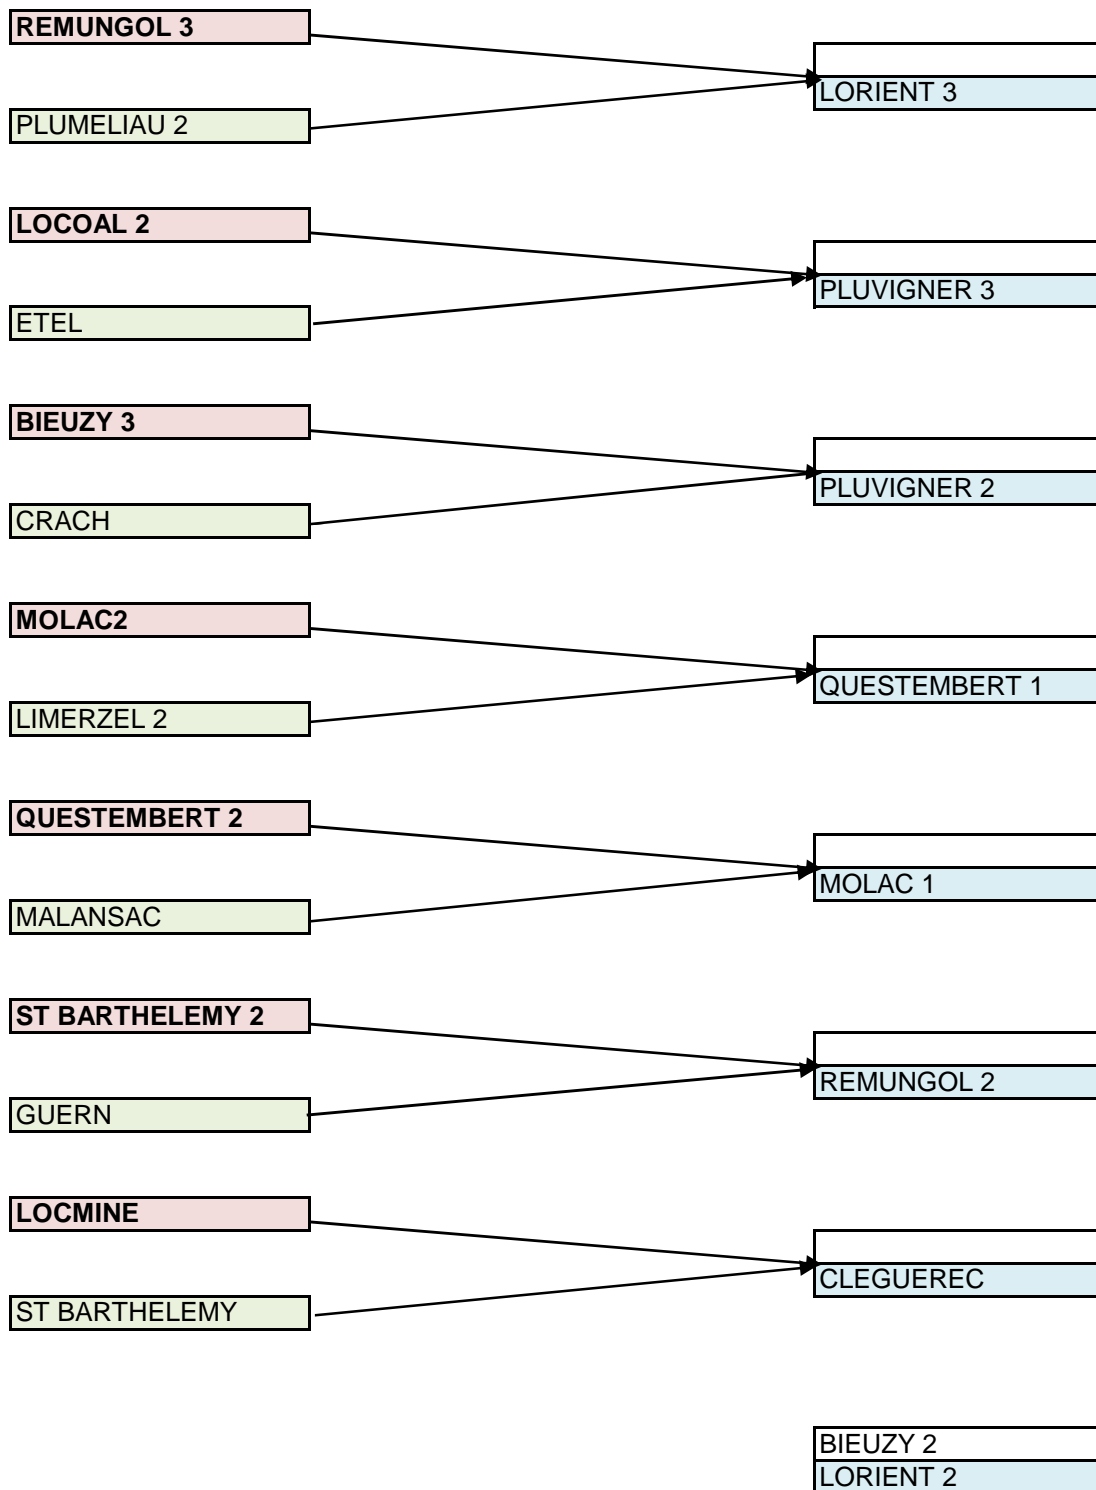 REMUNGOL 3
LORIENT 3
PLUMELIAU 2
LOCOAL 2
PLUVIGNER 3
ETEL
BIEUZY 3
PLUVIGNER 2
CRACH
MOLAC2
QUESTEMBERT 1
LIMERZEL 2
QUESTEMBERT 2
MOLAC 1
MALANSAC
ST BARTHELEMY 2
REMUNGOL 2
GUERN
LOCMINE
CLEGUEREC
ST BARTHELEMY
BIEUZY 2
LORIENT 2